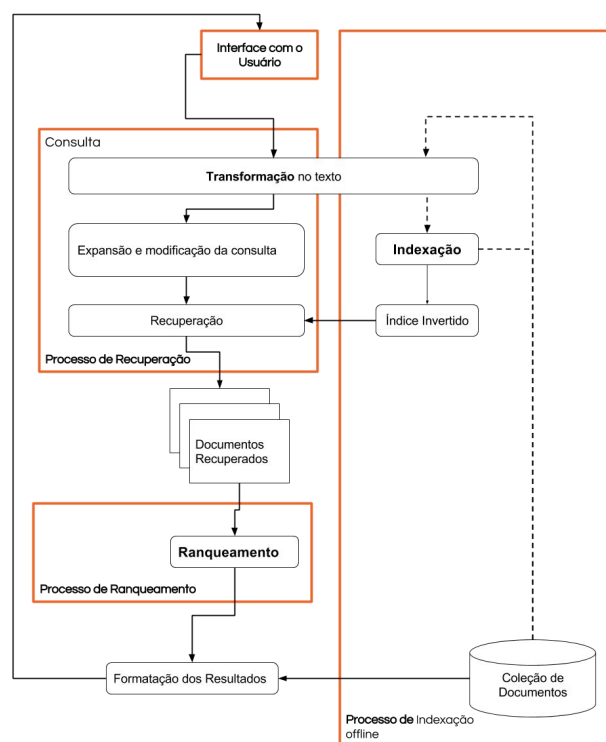 Interface com o
Usuário
Consulta
Transformação no texto
Expansão e modificação da consulta
Indexação
Recuperação
Índice Invertido
Processo de Recuperação
Documentos
Recuperados
Ranqueamento
Processo de Ranqueamento
Formatação dos Resultados
Coleção de
Documentos
Processo de Indexação
offline